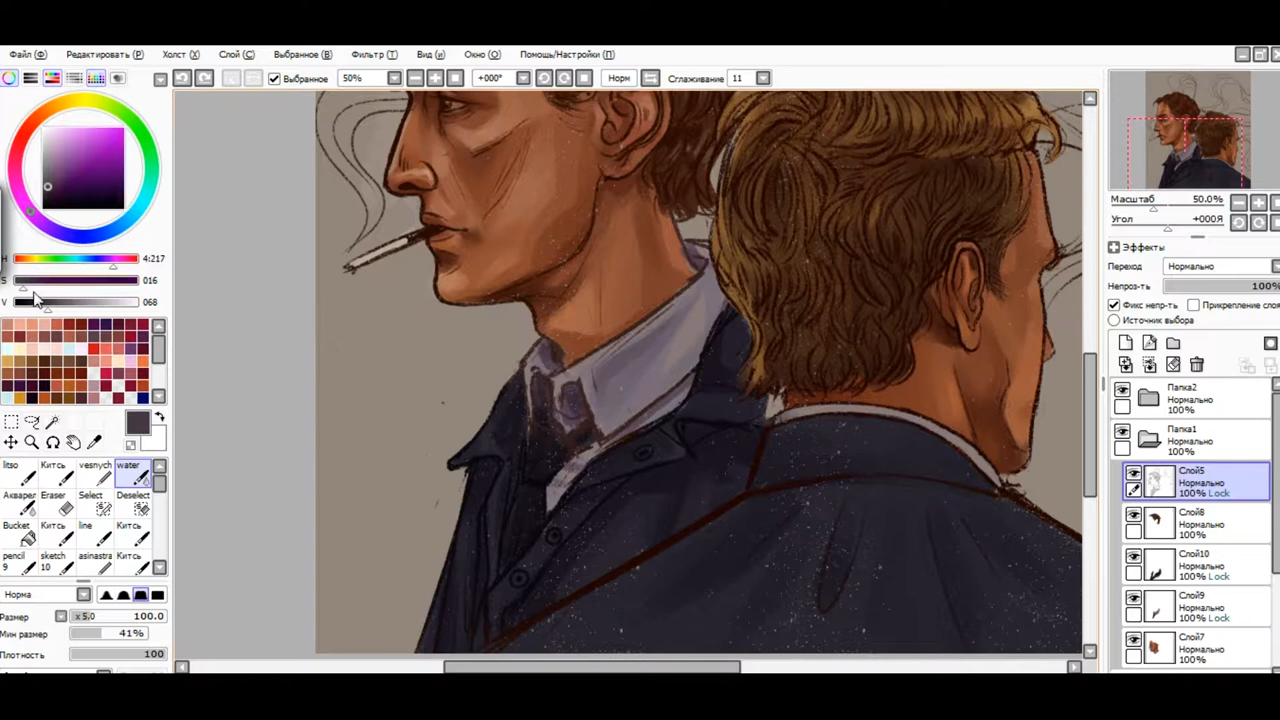 Файл (Ф) Редактировать (Р) Холст (X) Слой (С) Выбранное (В) Фильтр (Т) Вид (и) Окно (О) Помощь/Настройки (П)
Выбранное 50% +000° Норм Сглаживание 11
Масштаб 50.0%
Угол +000Я
Эффекты
Переход Нормально
Непроз-ть 100%
Фикс непр-ть Прикрепление слоя
Источник выбора
H 4:217
S 016
V 068
Папка2
Нормально
100%
Папка1
Нормально
100%
Слой5
Нормально
100% Lock
Слой8
Нормально
100%
Слой10
Нормально
100% Lock
Слой9
Нормально
100% Lock
Слой7
Нормально
100%
litso Кисть vesnych water
Акварел Eraser Select Deselect
Bucket Кисть line Кисть
pencil sketch asinastra Кисть
9 10
Норма
Размер x 5.0 100.0
Мин размер 41%
Плотность 100